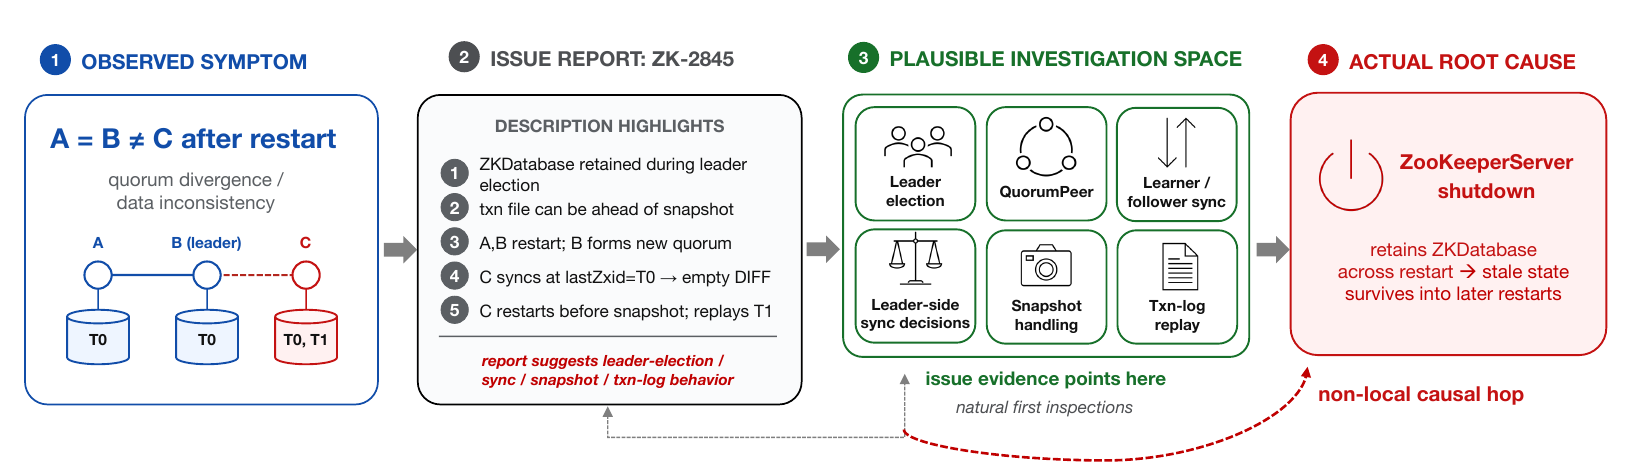 1 OBSERVED SYMPTOM
A = B ≠ C after restart
quorum divergence /
data inconsistency
A B (leader) C
T0 T0 T0, T1
2 ISSUE REPORT: ZK-2845
DESCRIPTION HIGHLIGHTS
1 ZKDatabase retained during leader
election
2 txn file can be ahead of snapshot
3 A,B restart; B forms new quorum
4 C syncs at lastZxid=T0 → empty DIFF
5 C restarts before snapshot; replays T1
report suggests leader-election /
sync / snapshot / txn-log behavior
3 PLAUSIBLE INVESTIGATION SPACE
Leader
election
QuorumPeer
Learner /
follower sync
Leader-side
sync decisions
Snapshot
handling
Txn-log
replay
issue evidence points here
natural first inspections
4 ACTUAL ROOT CAUSE
ZooKeeperServer
shutdown
retains ZKDatabase
across restart → stale state
survives into later restarts
non-local causal hop